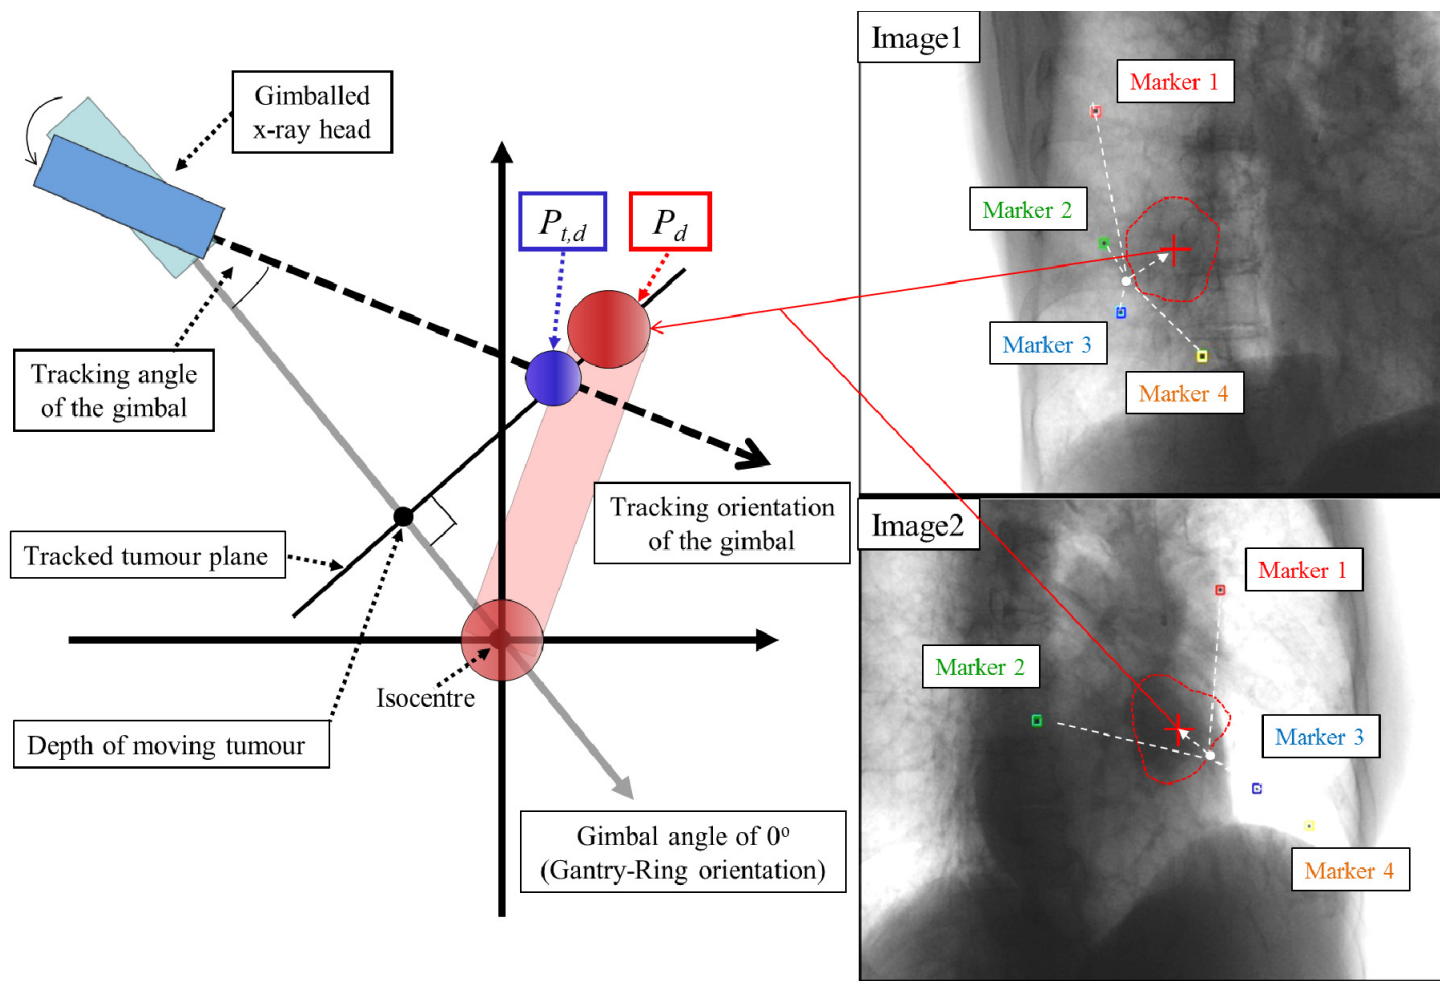 Gimballed
x-ray head
P_{t,d}
P_d
Tracking angle
of the gimbal
Tracking orientation
of the gimbal
Tracked tumour plane
Isocentre
Depth of moving tumour
Gimbal angle of 0°
(Gantry-Ring orientation)
Image1
Marker 1
Marker 2
Marker 3
Marker 4
Image2
Marker 1
Marker 2
Marker 3
Marker 4